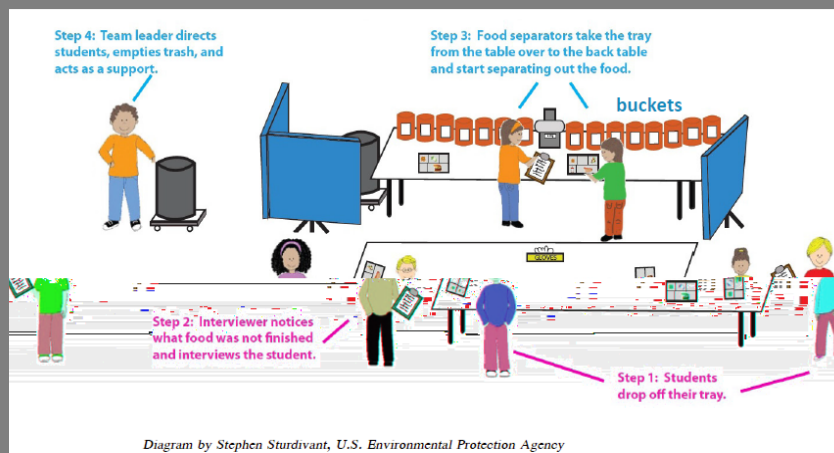 Step 4: Team leader directs
students, empties trash, and
acts as a support.
Step 3: Food separators take the tray
from the table over to the back table
and start separating out the food.
buckets
GLOVES
Step 2: Interviewer notices
what food was not finished
and interviews the student.
Step 1: Students
drop off their tray.
Diagram by Stephen Sturdivant, U.S. Environmental Protection Agency